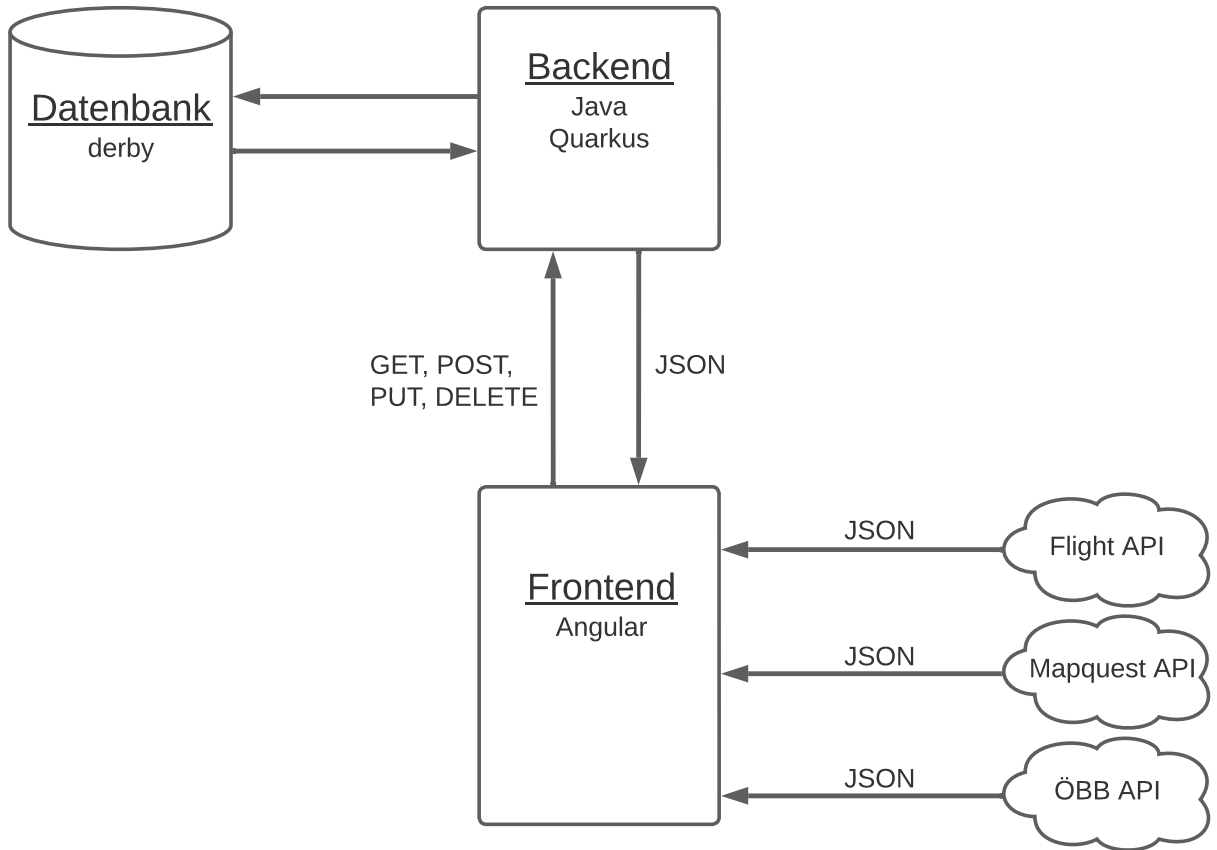 Datenbank
derby
Backend
Java
Quarkus
GET, POST,
PUT, DELETE
JSON
Frontend
Angular
JSON
Flight API
JSON
Mapquest API
JSON
ÖBB API